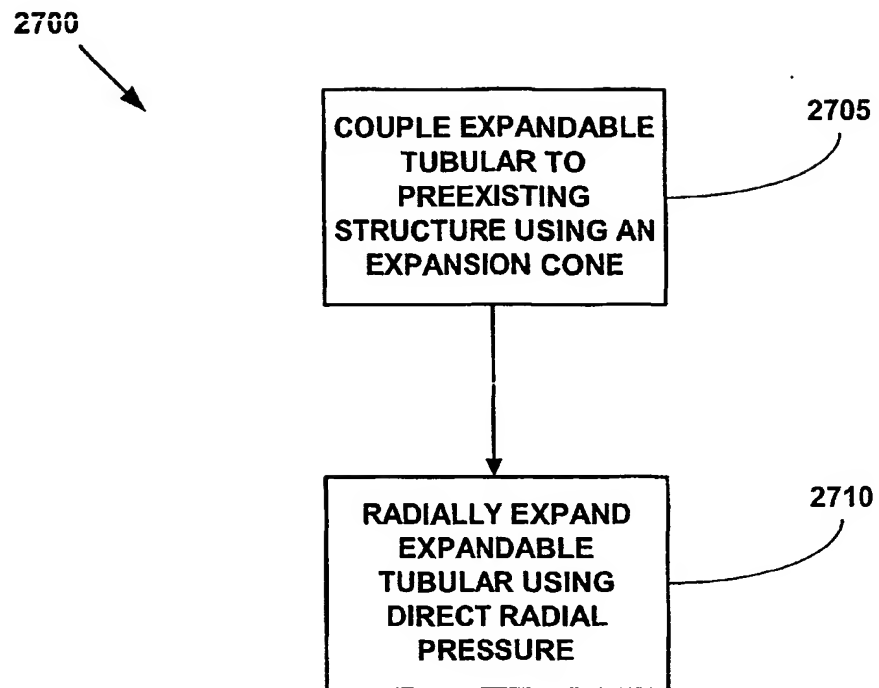 2700
2705
COUPLE EXPANDABLE
TUBULAR TO
PREEXISTING
STRUCTURE USING AN
EXPANSION CONE
2710
RADIALLY EXPAND
EXPANDABLE
TUBULAR USING
DIRECT RADIAL
PRESSURE